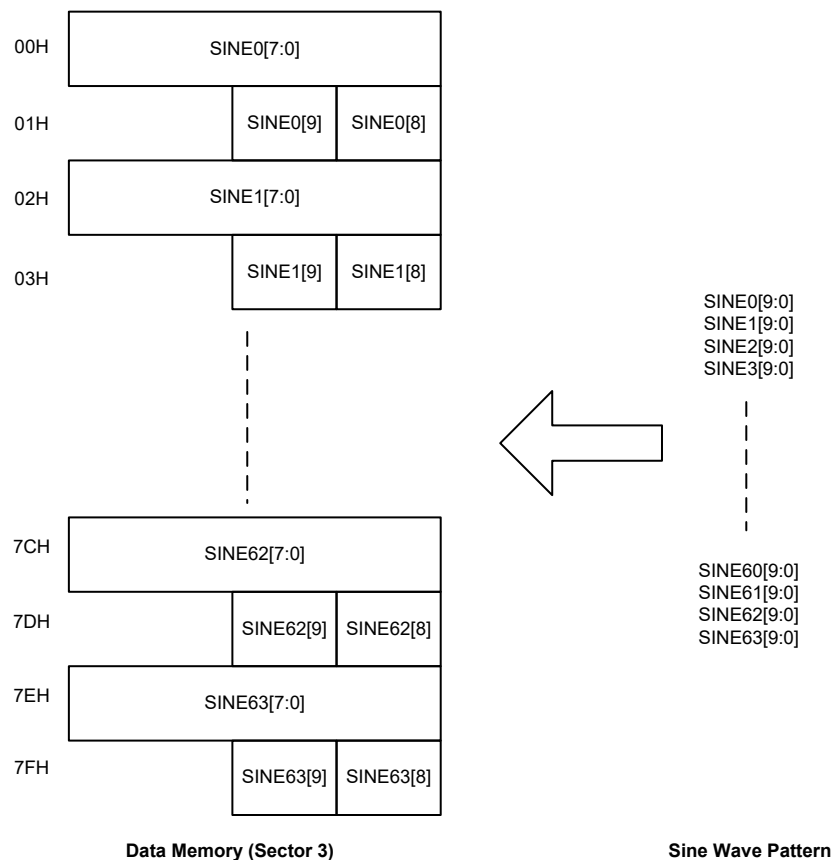 00H
SINE0[7:0]
01H
SINE0[9]
SINE0[8]
02H
SINE1[7:0]
03H
SINE1[9]
SINE1[8]
7CH
SINE62[7:0]
7DH
SINE62[9]
SINE62[8]
7EH
SINE63[7:0]
7FH
SINE63[9]
SINE63[8]
Data Memory (Sector 3)
SINE0[9:0]
SINE1[9:0]
SINE2[9:0]
SINE3[9:0]
SINE60[9:0]
SINE61[9:0]
SINE62[9:0]
SINE63[9:0]
Sine Wave Pattern